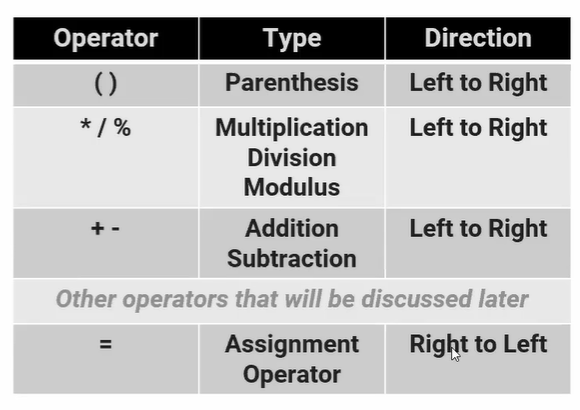 Operator Type Direction
( ) Parenthesis Left to Right
* / % Multiplication Left to Right
Division
Modulus
+ - Addition Left to Right
Subtraction
Other operators that will be discussed later
= Assignment Right to Left
Operator